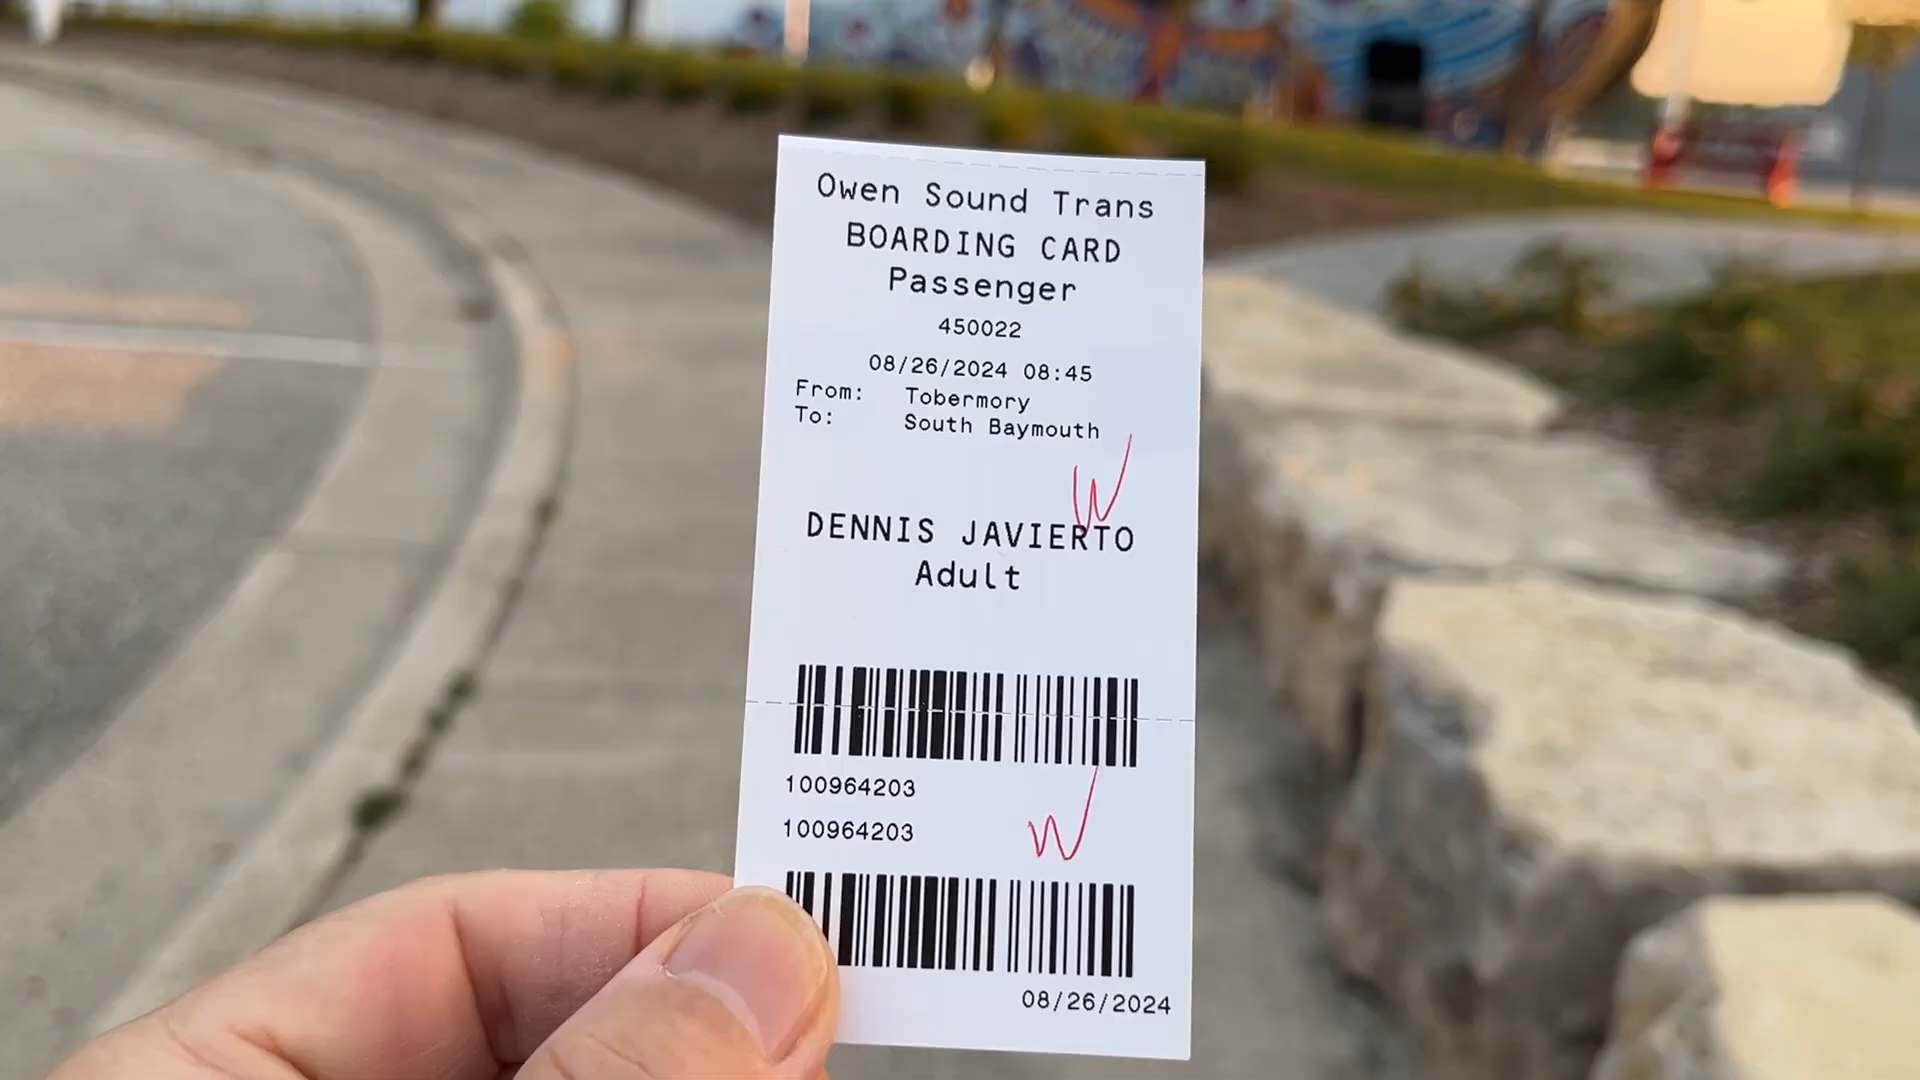 Owen Sound Trans
BOARDING CARD
Passenger
450022
08/26/2024 08:45
From: Tobermory
To: South Baymouth
W
DENNIS JAVIERTO
Adult
100964203
100964203
W
08/26/2024